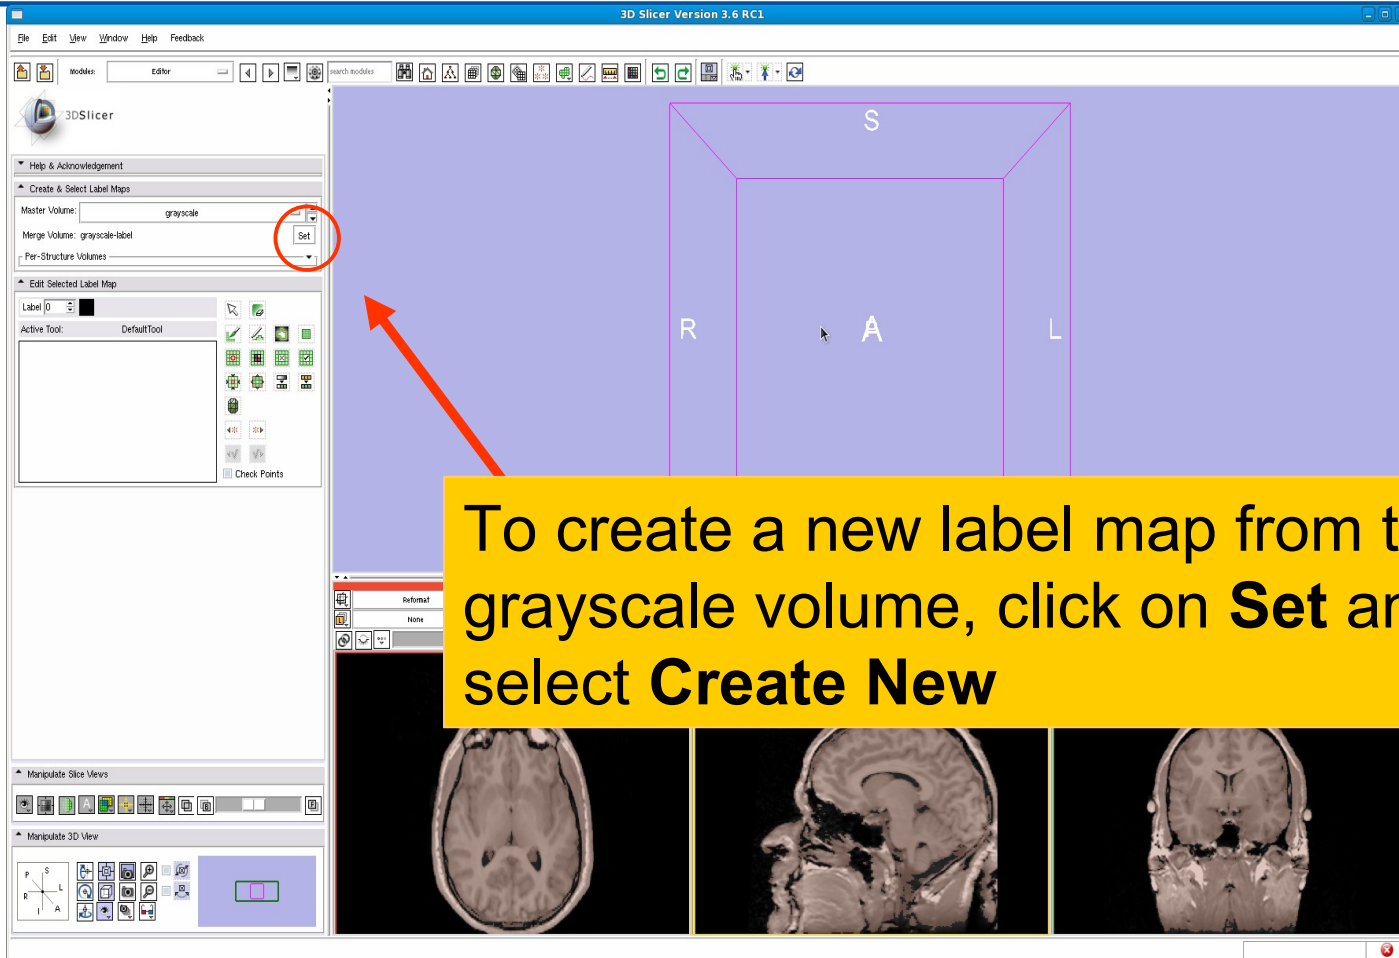 3D Slicer Version 3.6 RC1
File Edit View Window Help Feedback
Modules: Editor search modules
3DSlicer
Help & Acknowledgement
Create & Select Label Maps
Master Volume: grayscale
Merge Volume: grayscale-label Set
Per-Structure Volumes
Edit Selected Label Map
Label 0
Active Tool: DefaultTool
Check Points
S
R A L
To create a new label map from t
grayscale volume, click on Set an
select Create New
Reformat
None
Manipulate Slice Views
Manipulate 3D View
P S
R L
I A